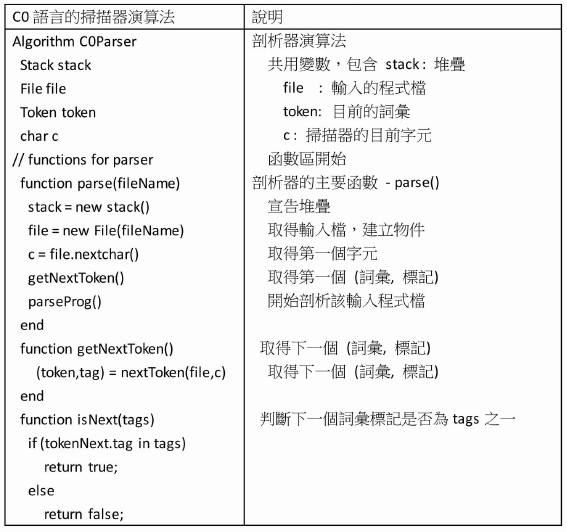 C0 語言的掃描器演算法 說明
Algorithm C0Parser 剖析器演算法
Stack stack 共用變數，包含 stack : 堆疊
File file file : 輸入的程式檔
Token token token: 目前的詞彙
char c c : 掃描器的目前字元
// functions for parser 函數區開始
function parse(fileName) 剖析器的主要函數 - parse()
stack = new stack() 宣告堆疊
file = new File(fileName) 取得輸入檔，建立物件
c = file.nextchar() 取得第一個字元
getNextToken() 取得第一個 (詞彙, 標記)
parseProg() 開始剖析該輸入程式檔
end
function getNextToken() 取得下一個 (詞彙, 標記)
(token,tag) = nextToken(file,c) 取得下一個 (詞彙, 標記)
end
function isNext(tags) 判斷下一個詞彙標記是否為 tags 之一
if (tokenNext.tag in tags)
return true;
else
return false;